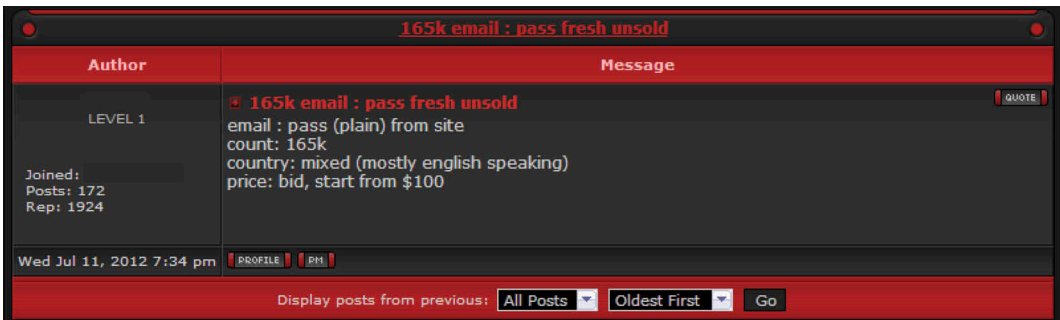 165k email : pass fresh unsold
Author
Message
165k email : pass fresh unsold
QUOTE
LEVEL 1
email : pass (plain) from site
count: 165k
country: mixed (mostly english speaking)
price: bid, start from $100
Joined:
Posts: 172
Rep: 1924
Wed Jul 11, 2012 7:34 pm
PROFILE
PM
Display posts from previous: All Posts Oldest First Go